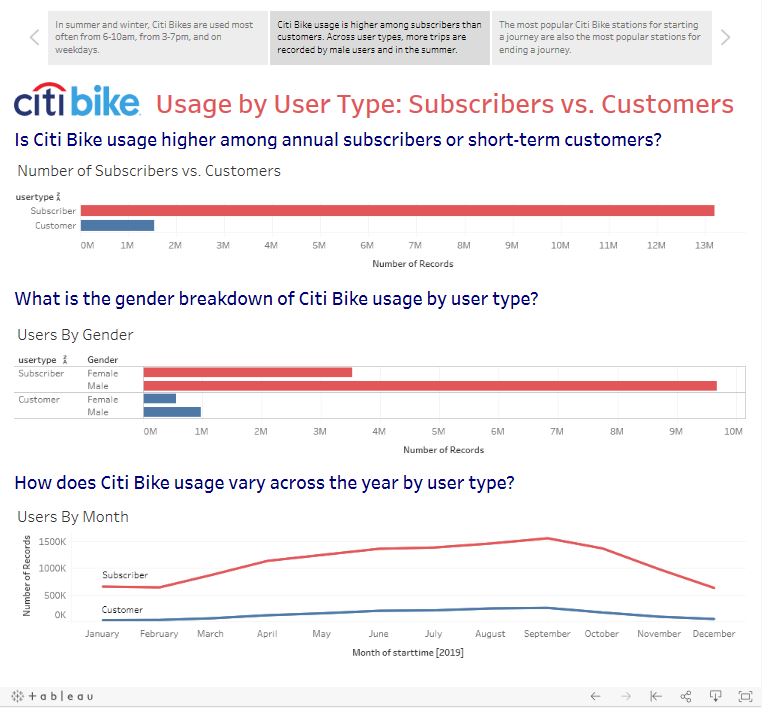 In summer and winter, Citi Bikes are used most
often from 6-10am, from 3-7pm, and on
weekdays.
Citi Bike usage is higher among subscribers than
customers. Across user types, more trips are
recorded by male users and in the summer.
The most popular Citi Bike stations for starting
a journey are also the most popular stations for
ending a journey.
citi bike
Usage by User Type: Subscribers vs. Customers
Is Citi Bike usage higher among annual subscribers or short-term customers?
Number of Subscribers vs. Customers
usertype
Subscriber
Customer
0M 1M 2M 3M 4M 5M 6M 7M 8M 9M 10M 11M 12M 13M
Number of Records
What is the gender breakdown of Citi Bike usage by user type?
Users By Gender
usertype Gender
Subscriber Female
Male
Customer Female
Male
0M 1M 2M 3M 4M 5M 6M 7M 8M 9M 10M
Number of Records
How does Citi Bike usage vary across the year by user type?
Users By Month
Number of Records
1500K
1000K
500K
0K
Subscriber
Customer
January February March April May June July August September October November December
Month of starttime [2019]
+ableau